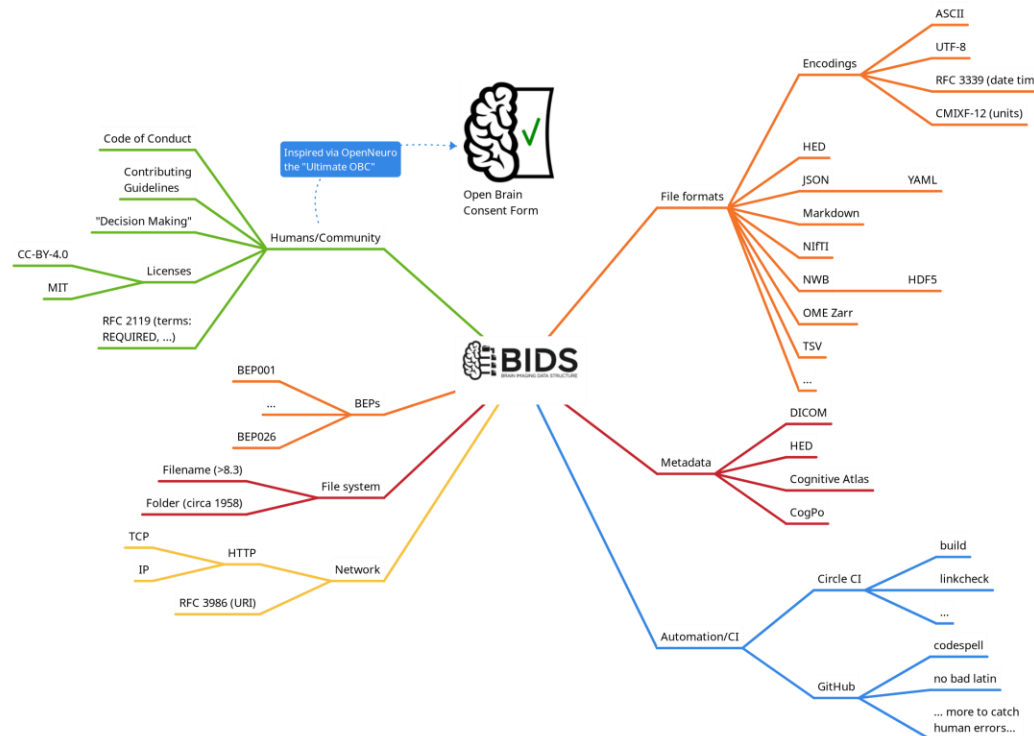 ASCII
UTF-8
Encodings
RFC 3339 (date tim
CMIXF-12 (units)
Code of Conduct
Inspired via OpenNeuro
the "Ultimate OBC"
Open Brain
Consent Form
Contributing
Guidelines
"Decision Making"
Humans/Community
CC-BY-4.0
Licenses
MIT
RFC 2119 (terms:
REQUIRED, ...)
File formats
HED
JSON
YAML
Markdown
NIfTI
NWB
HDF5
OME Zarr
TSV
...
BIDS
BRAIN IMAGING DATA STRUCTURE
BEP001
...
BEPs
BEP026
Filename (>8.3)
File system
Folder (circa 1958)
TCP
HTTP
IP
Network
RFC 3986 (URI)
DICOM
HED
Metadata
Cognitive Atlas
CogPo
build
Circle CI
linkcheck
...
Automation/CI
codespell
GitHub
no bad latin
... more to catch
human errors...